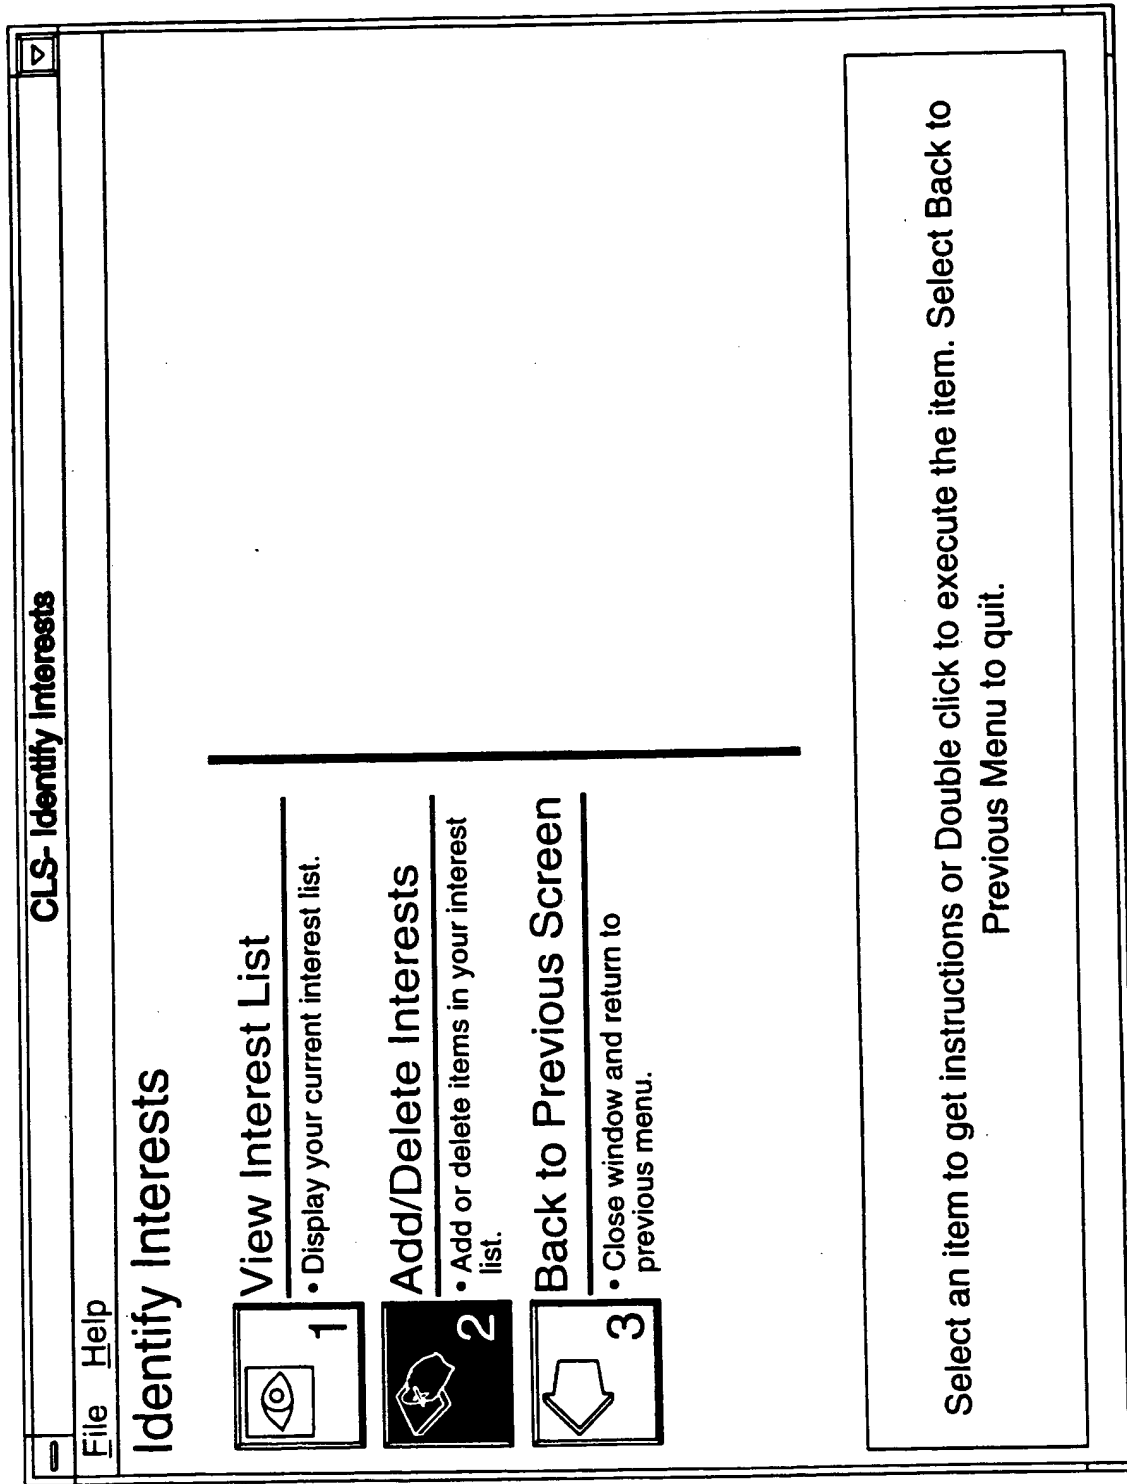 CLS- Identify Interests
File Help
Identify Interests
1
View Interest List
• Display your current interest list.
2
Add/Delete Interests
• Add or delete items in your interest
list.
3
Back to Previous Screen
• Close window and return to
previous menu.
Select an item to get instructions or Double click to execute the item. Select Back to
Previous Menu to quit.